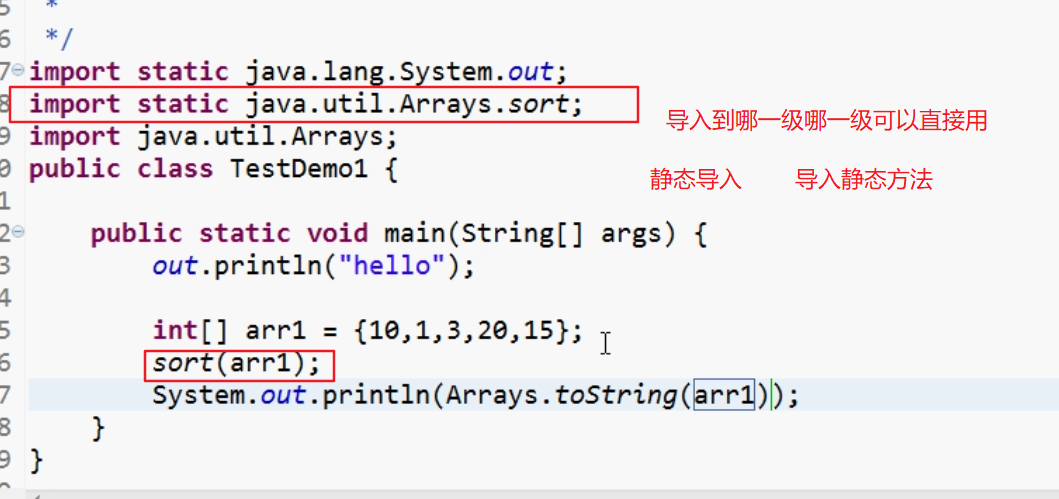 5 *
6 */
7 import static java.lang.System.out;
8 import static java.util.Arrays.sort;
导入到哪一级哪一级可以直接用
9 import java.util.Arrays;
0 public class TestDemo1 {
静态导入 导入静态方法
1
2 public static void main(String[] args) {
3 out.println("hello");
4
5 int[] arr1 = {10,1,3,20,15};
6 sort(arr1);
7 System.out.println(Arrays.toString(arr1));
8 }
9 }